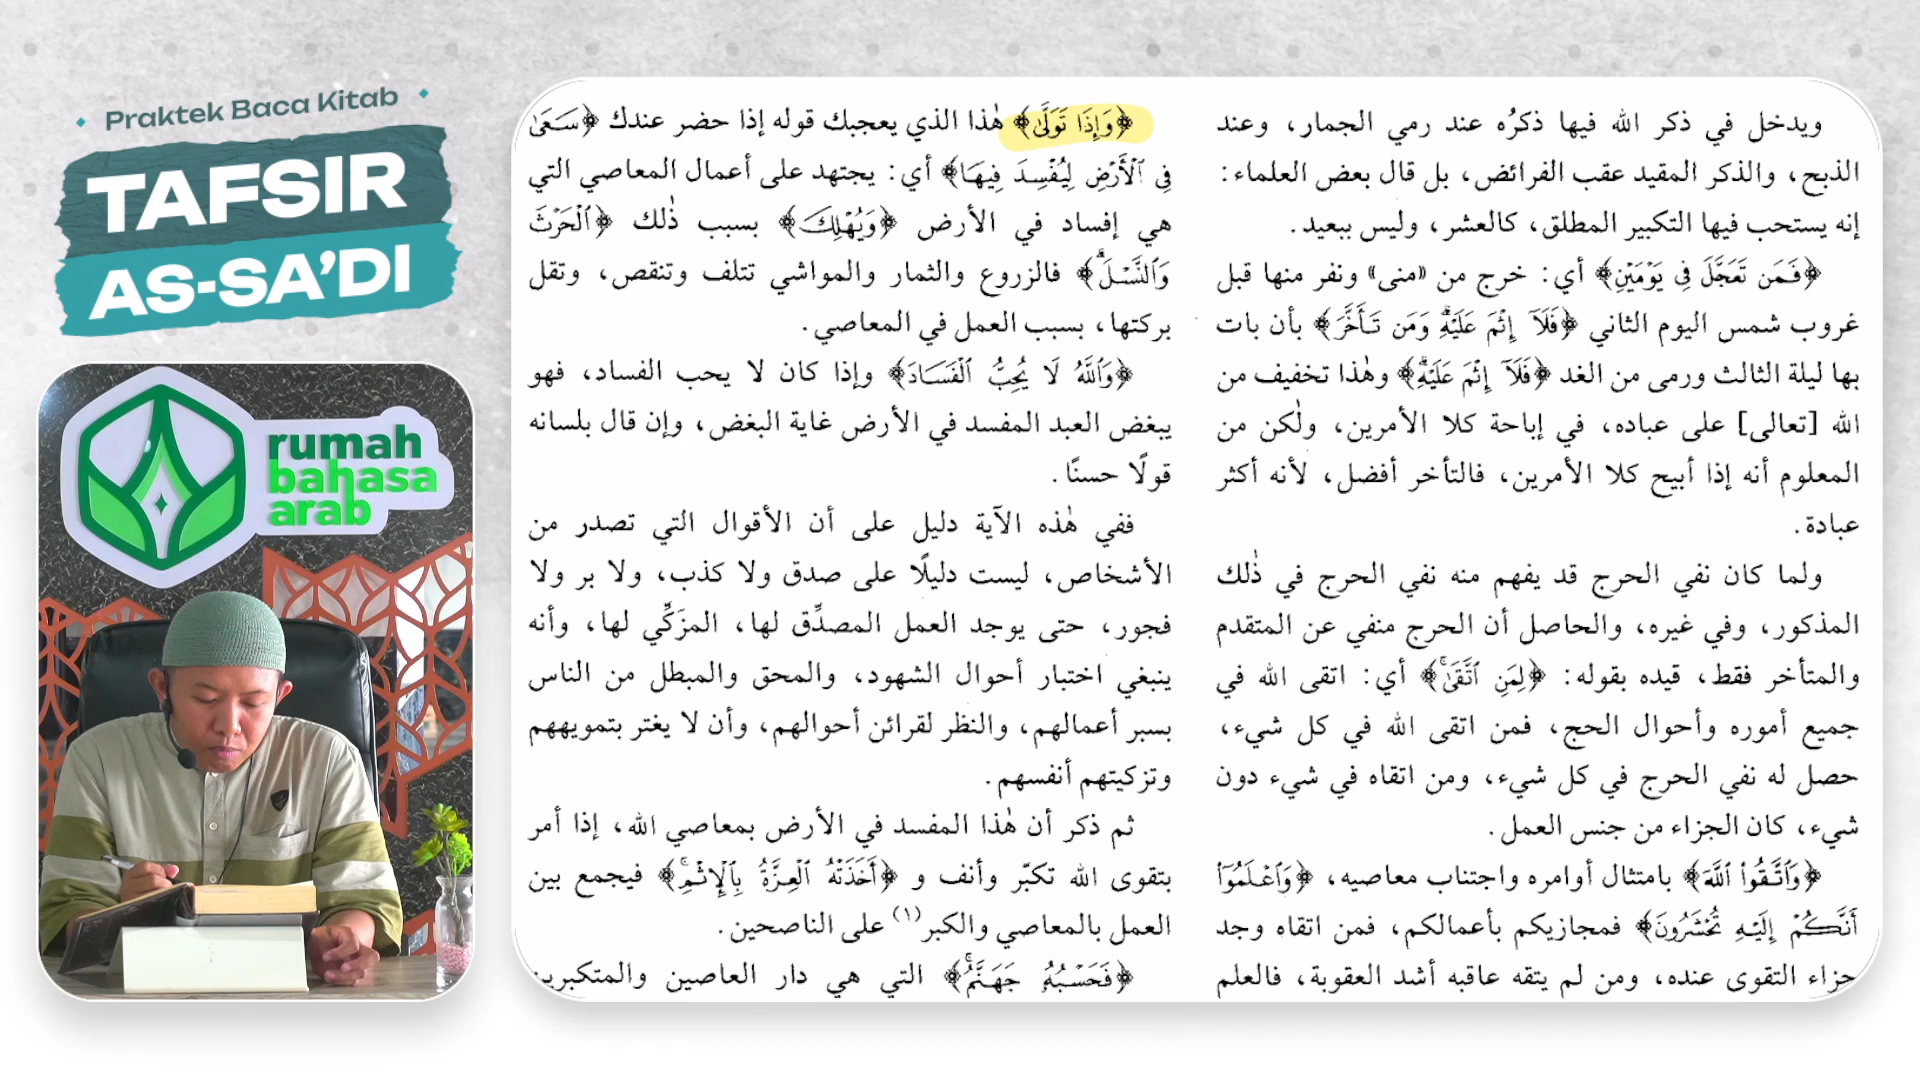 Praktek Baca Kitab
TAFSIR
AS-SA'DI
rumah
bahasa
arab
ويدخل في ذكر الله فيها ذكرُه عند رمي الجمار، وعند
الذبح، والذكر المقيد عقب الفرائض، بل قال بعض العلماء:
إنه يستحب فيها التكبير المطلق، كالعشر، وليس ببعيد.
﴿فَمَن تَعَجَّلَ فِى يَوْمَيْنِ﴾ أي: خرج من «منى» ونفر منها قبل
غروب شمس اليوم الثاني ﴿فَلَآ إِثْمَ عَلَيْهِۚ وَمَن تَأَخَّرَ﴾ بأن بات
بها ليلة الثالث ورمى من الغد ﴿فَلَآ إِثْمَ عَلَيْهِۚ﴾ وهٰذا تخفيف من
الله [تعالى] على عباده، في إباحة كلا الأمرين، ولٰكن من
المعلوم أنه إذا أبيح كلا الأمرين، فالتأخر أفضل، لأنه أكثر
عبادة.
ولما كان نفي الحرج قد يفهم منه نفي الحرج في ذٰلك
المذكور، وفي غيره، والحاصل أن الحرج منفي عن المتقدم
والمتأخر فقط، قيده بقوله: ﴿لِمَنِ ٱتَّقَىٰۗ﴾ أي: اتقى الله في
جميع أموره وأحوال الحج، فمن اتقى الله في كل شيء،
حصل له نفي الحرج في كل شيء، ومن اتقاه في شيء دون
شيء، كان الجزاء من جنس العمل.
﴿وَٱتَّقُوا۟ ٱللَّهَ﴾ بامتثال أوامره واجتناب معاصيه، ﴿وَٱعْلَمُوٓا۟
أَنَّكُمْ إِلَيْهِ تُحْشَرُونَ﴾ فمجازيكم بأعمالكم، فمن اتقاه وجد
جزاء التقوى عنده، ومن لم يتقه عاقبه أشد العقوبة، فالعلم
﴿وَإِذَا تَوَلَّىٰ﴾ هٰذا الذي يعجبك قوله إذا حضر عندك ﴿سَعَىٰ
فِى ٱلْأَرْضِ لِيُفْسِدَ فِيهَا﴾ أي: يجتهد على أعمال المعاصي التي
هي إفساد في الأرض ﴿وَيُهْلِكَ﴾ بسبب ذٰلك ﴿ٱلْحَرْثَ
وَٱلنَّسْلَۗ﴾ فالزروع والثمار والمواشي تتلف وتنقص، وتقل
بركتها، بسبب العمل في المعاصي.
﴿وَٱللَّهُ لَا يُحِبُّ ٱلْفَسَادَ﴾ وإذا كان لا يحب الفساد، فهو
يبغض العبد المفسد في الأرض غاية البغض، وإن قال بلسانه
قولًا حسنًا.
ففي هٰذه الآية دليل على أن الأقوال التي تصدر من
الأشخاص، ليست دليلًا على صدق ولا كذب، ولا بر ولا
فجور، حتى يوجد العمل المصدِّق لها، المزَكِّي لها، وأنه
ينبغي اختبار أحوال الشهود، والمحق والمبطل من الناس
بسبر أعمالهم، والنظر لقرائن أحوالهم، وأن لا يغتر بتمويههم
وتزكيتهم أنفسهم.
ثم ذكر أن هٰذا المفسد في الأرض بمعاصي الله، إذا أمر
بتقوى الله تكبّر وأنف و ﴿أَخَذَتْهُ ٱلْعِزَّةُ بِٱلْإِثْمِۚ﴾ فيجمع بين
العمل بالمعاصي والكبر(١) على الناصحين.
﴿فَحَسْبُهُۥ جَهَنَّمُۚ﴾ التي هي دار العاصين والمتكبرين